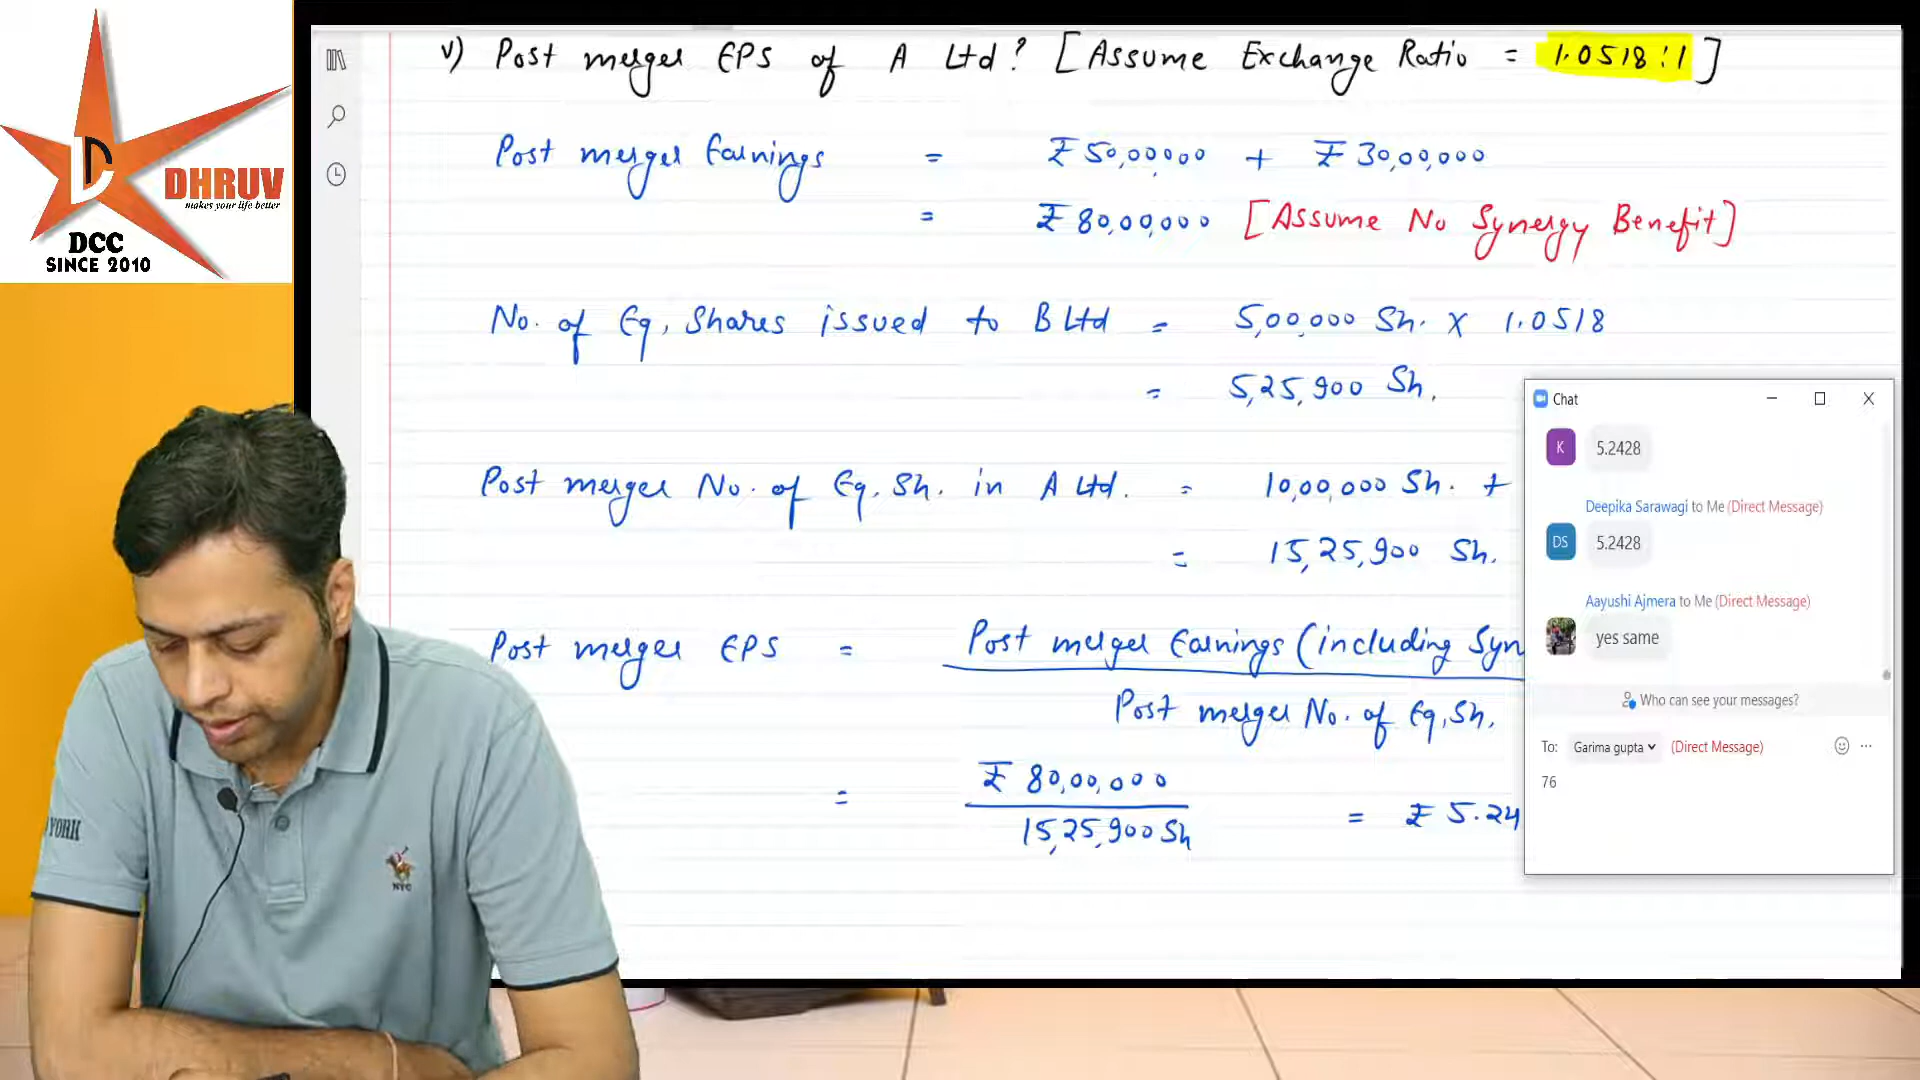 DHRUV
makes your life better
DCC
SINCE 2010
v) Post merger EPS of A Ltd? [Assume Exchange Ratio = 1.0518:1]
Post merger Earnings = ₹50,00,000 + ₹30,00,000
= ₹80,00,000 [Assume No Synergy Benefit]
No. of Eq. Shares issued to B Ltd = 5,00,000 Sh. x 1.0518
= 5,25,900 Sh.
Post merger No. of Eq. Sh. in A Ltd. = 10,00,000 Sh. +
= 15,25,900 Sh.
Post merger EPS = Post merger Earnings (including Syn
Post merger No. of Eq. Sh.
= ₹80,00,000
15,25,900 Sh
= ₹5.24
Chat
K
5.2428
Deepika Sarawagi to Me (Direct Message)
DS
5.2428
Aayushi Ajmera to Me (Direct Message)
yes same
Who can see your messages?
To: Garima gupta (Direct Message)
76
YORK
NYC